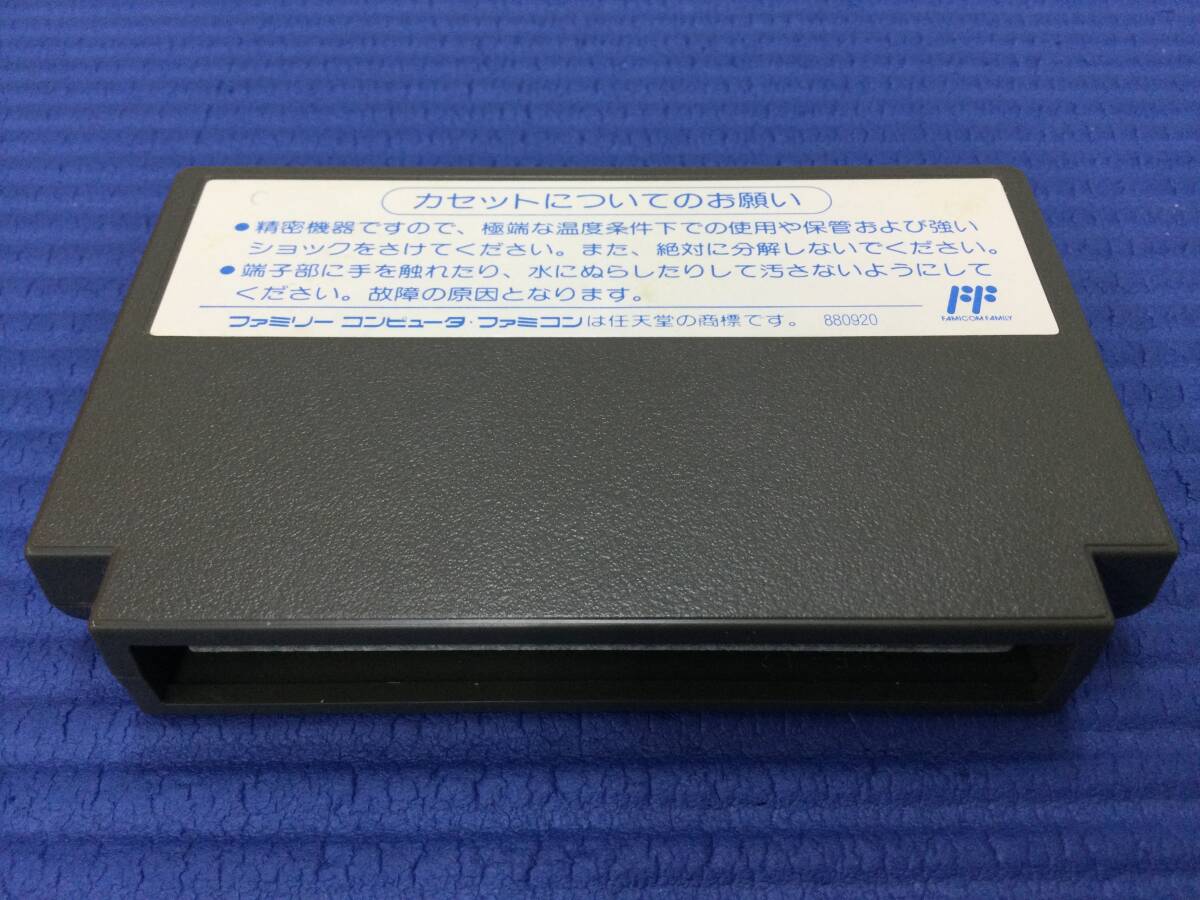 カセットについてのお願い
●精密機器ですので、極端な温度条件下での使用や保管および強い
ショックをさけてください。また、絶対に分解しないでください。
●端子部に手を触れたり、水にぬらしたりして汚さないようにして
ください。故障の原因となります。
FAMICOM FAMILY
ファミリー コンピュータ・ファミコンは任天堂の商標です。 880920